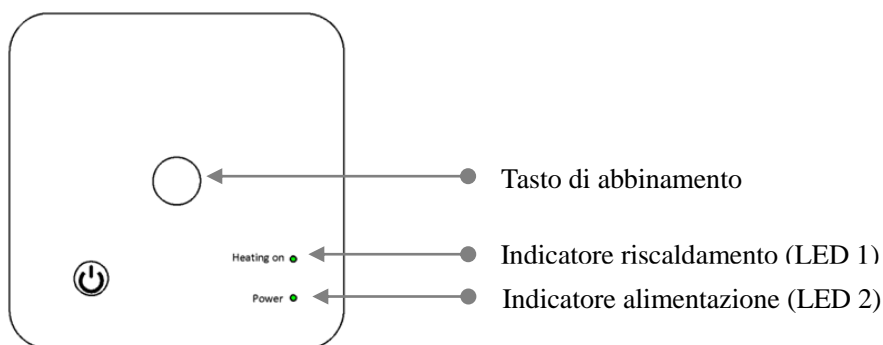 Tasto di abbinamento
Heating on
Indicatore riscaldamento (LED 1)
Power
Indicatore alimentazione (LED 2)